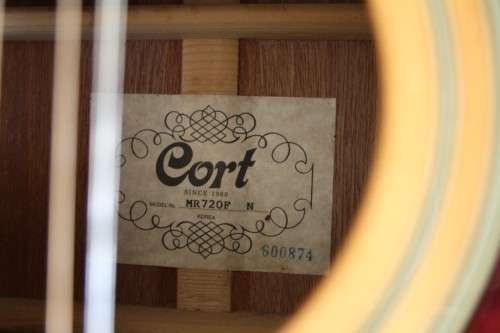 Cort
SINCE 1960
MODEL No. MR720F N
KOREA
600874